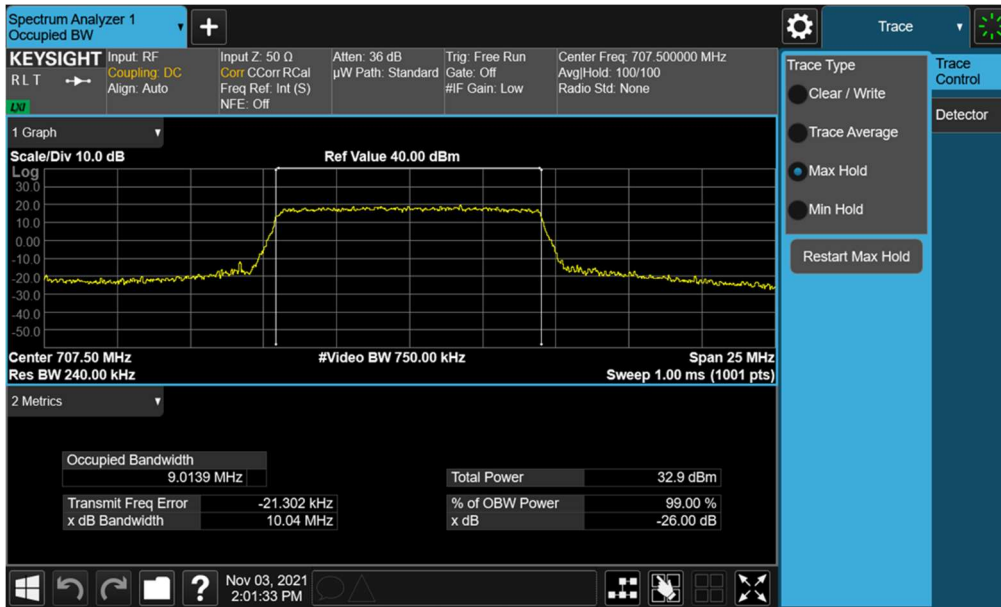 Spectrum Analyzer 1
Occupied BW
+
Trace
KEYSIGHT
R L T
LXI
Input: RF
Coupling: DC
Align: Auto
Input Z: 50 Ω
Corr CCorr RCal
Freq Ref: Int (S)
NFE: Off
Atten: 36 dB
µW Path: Standard
Trig: Free Run
Gate: Off
#IF Gain: Low
Center Freq: 707.500000 MHz
Avg|Hold: 100/100
Radio Std: None
1 Graph
Scale/Div 10.0 dB
Ref Value 40.00 dBm
Log
30.0
20.0
10.0
0.00
-10.0
-20.0
-30.0
-40.0
-50.0
Center 707.50 MHz
#Video BW 750.00 kHz
Span 25 MHz
Res BW 240.00 kHz
Sweep 1.00 ms (1001 pts)
2 Metrics
Occupied Bandwidth
9.0139 MHz
Total Power 32.9 dBm
Transmit Freq Error -21.302 kHz
% of OBW Power 99.00 %
x dB Bandwidth 10.04 MHz
x dB -26.00 dB
?
Nov 03, 2021
2:01:33 PM
Trace Type
Clear / Write
Trace Average
Max Hold
Min Hold
Restart Max Hold
Trace
Control
Detector